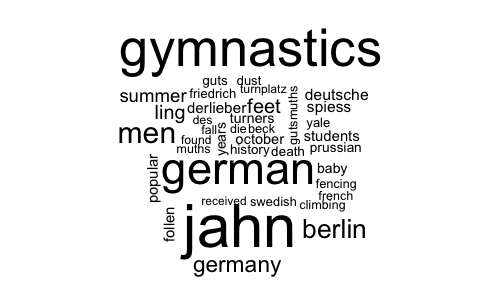 gymnastics
guts dust
friedrich turnplatz
summer deutsche
derlieber feet gutsmuths spiess
ling turners
des yale
men fall die beck students
found years october
muths history death prussian
popular german baby
fencing
received swedish french
climbing
follen jahn berlin
germany